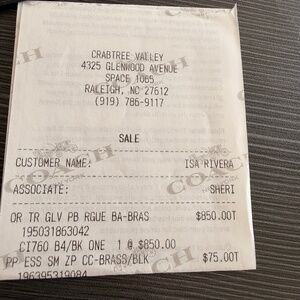 CRABTREE VALLEY
4325 GLENWOOD AVENUE
SPACE 1065
RALEIGH, NC 27612
(919) 786-9117
SALE
CUSTOMER NAME: ISA RIVERA
ASSOCIATE: SHERI
OR TR GLV PB RGUE BA-BRAS $850.00T
195031863042
CI760 B4/BK ONE 1 @ $850.00
PP ESS SM ZP CC-BRASS/BLK $75.00T
196395319084